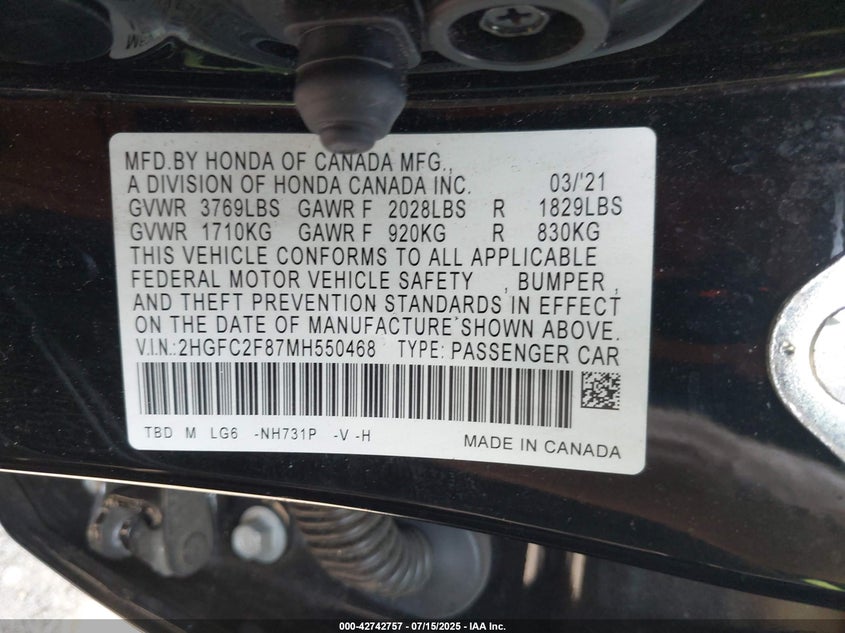 MFD.BY HONDA OF CANADA MFG.,
A DIVISION OF HONDA CANADA INC. 03/'21
GVWR 3769LBS GAWR F 2028LBS R 1829LBS
GVWR 1710KG GAWR F 920KG R 830KG
THIS VEHICLE CONFORMS TO ALL APPLICABLE
FEDERAL MOTOR VEHICLE SAFETY , BUMPER ,
AND THEFT PREVENTION STANDARDS IN EFFECT
ON THE DATE OF MANUFACTURE SHOWN ABOVE.
V.I.N.:2HGFC2F87MH550468 TYPE: PASSENGER CAR
TBD M LG6 -NH731P -V -H
MADE IN CANADA
000-42742757 - 07/15/2025 - IAA Inc.